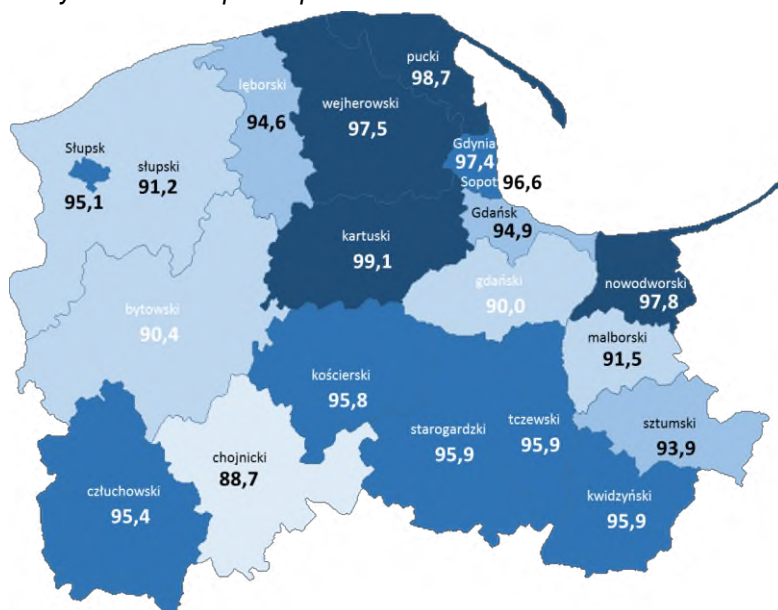 pucki
98,7
lęborski
94,6
wejherowski
97,5
Gdynia
97,4
Słupsk
95,1
słupski
91,2
Sopot 96,6
Gdańsk
94,9
kartuski
99,1
gdański
90,0
nowodworski
97,8
bytowski
90,4
malborski
91,5
kościerski
95,8
starogardzki
95,9
tczewski
95,9
sztumski
93,9
chojnicki
88,7
człuchowski
95,4
kwidzyński
95,9